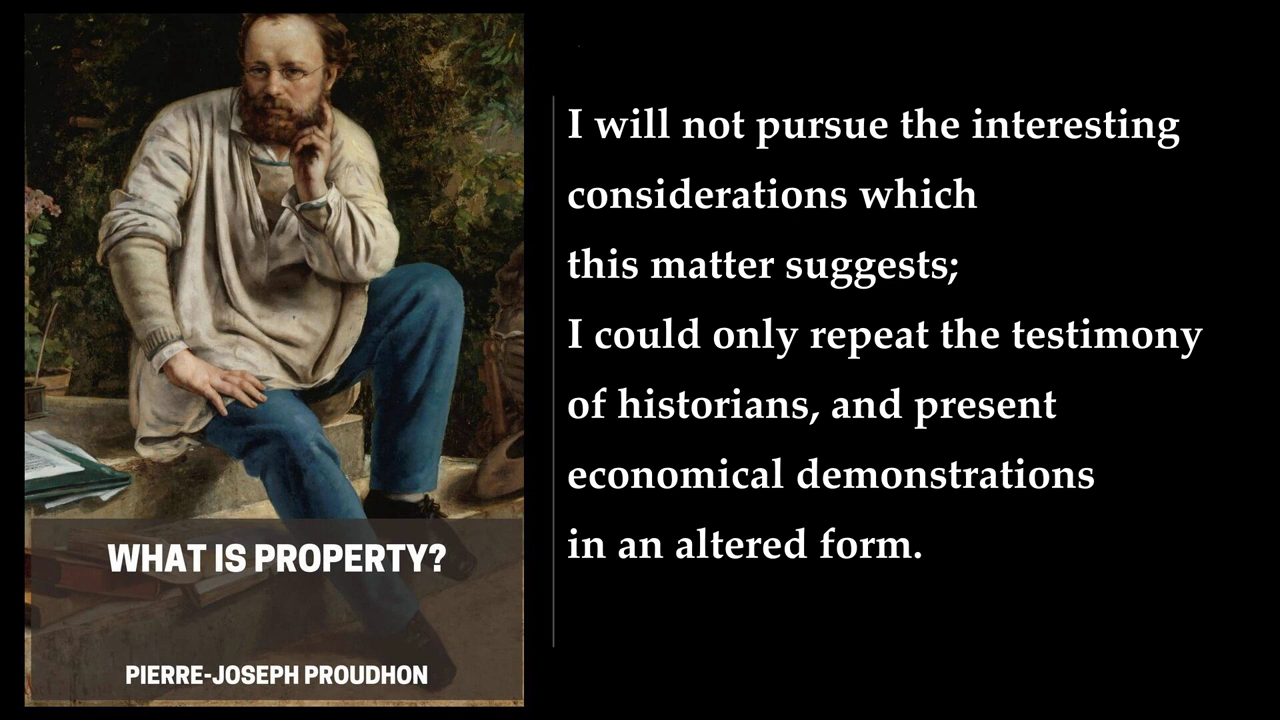 WHAT IS PROPERTY?
PIERRE-JOSEPH PROUDHON
I will not pursue the interesting
considerations which
this matter suggests;
I could only repeat the testimony
of historians, and present
economical demonstrations
in an altered form.